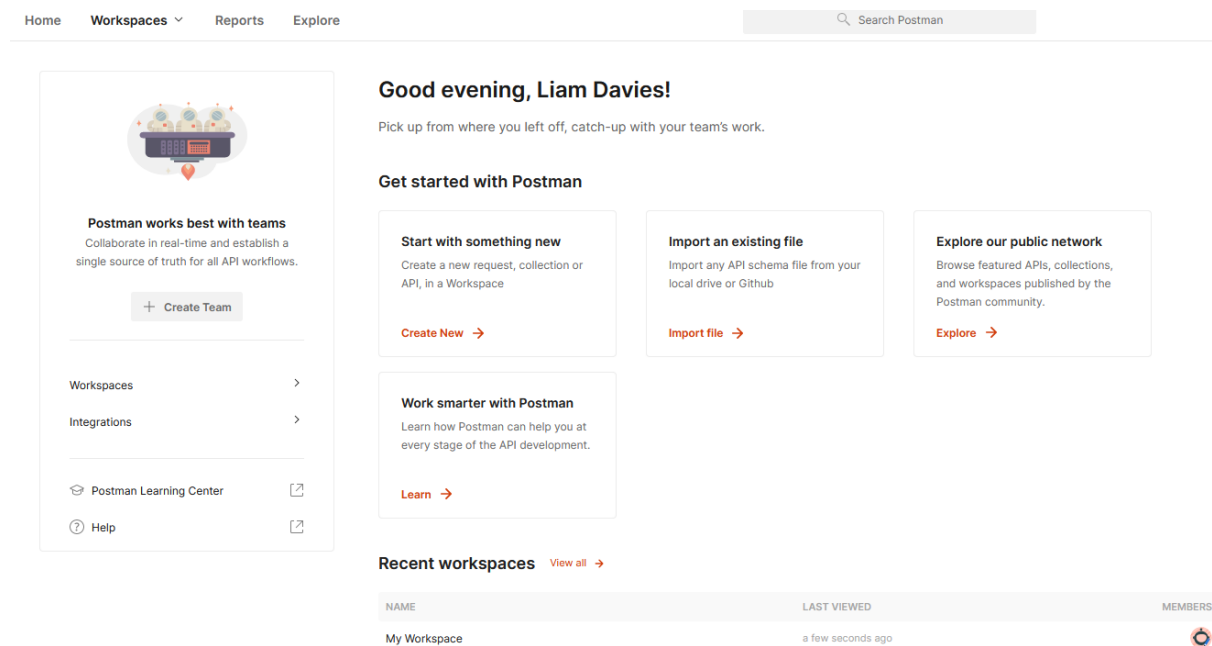 Home Workspaces Reports Explore Search Postman
Postman works best with teams
Collaborate in real-time and establish a
single source of truth for all API workflows.
Create Team
Workspaces
Integrations
Postman Learning Center
Help
Good evening, Liam Davies!
Pick up from where you left off, catch-up with your team’s work.
Get started with Postman
Start with something new
Create a new request, collection or
API, in a Workspace
Create New
Import an existing file
Import any API schema file from your
local drive or Github
Import file
Explore our public network
Browse featured APIs, collections,
and workspaces published by the
Postman community.
Explore
Work smarter with Postman
Learn how Postman can help you at
every stage of the API development.
Learn
Recent workspaces View all
NAME LAST VIEWED MEMBERS
My Workspace a few seconds ago